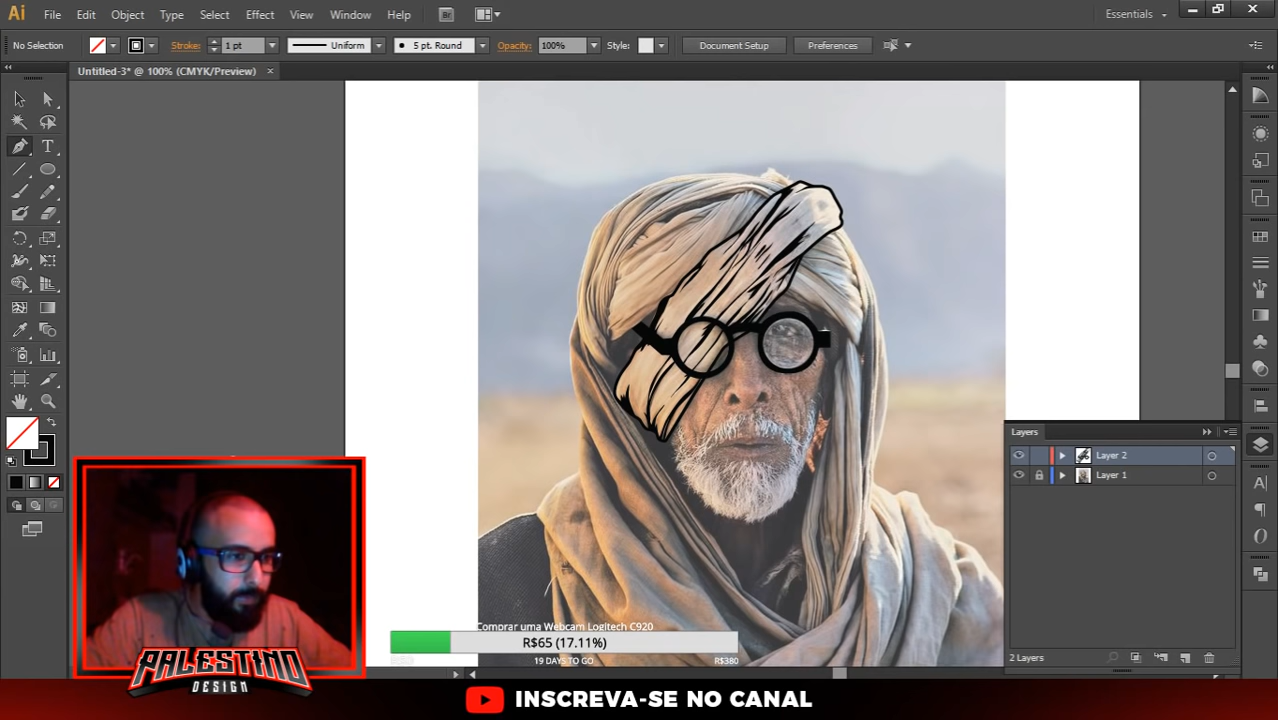 Ai File Edit Object Type Select Effect View Window Help Br Essentials
No Selection Stroke: 1 pt Uniform 5 pt. Round Opacity: 100% Style: Document Setup Preferences
Untitled-3* @ 100% (CMYK/Preview)
Layers
Layer 2
Layer 1
2 Layers
Comprar uma Webcam Logitech C920
R$65 (17.11%)
19 DAYS TO GO R$380
PALESTINO
DESIGN
INSCREVA-SE NO CANAL